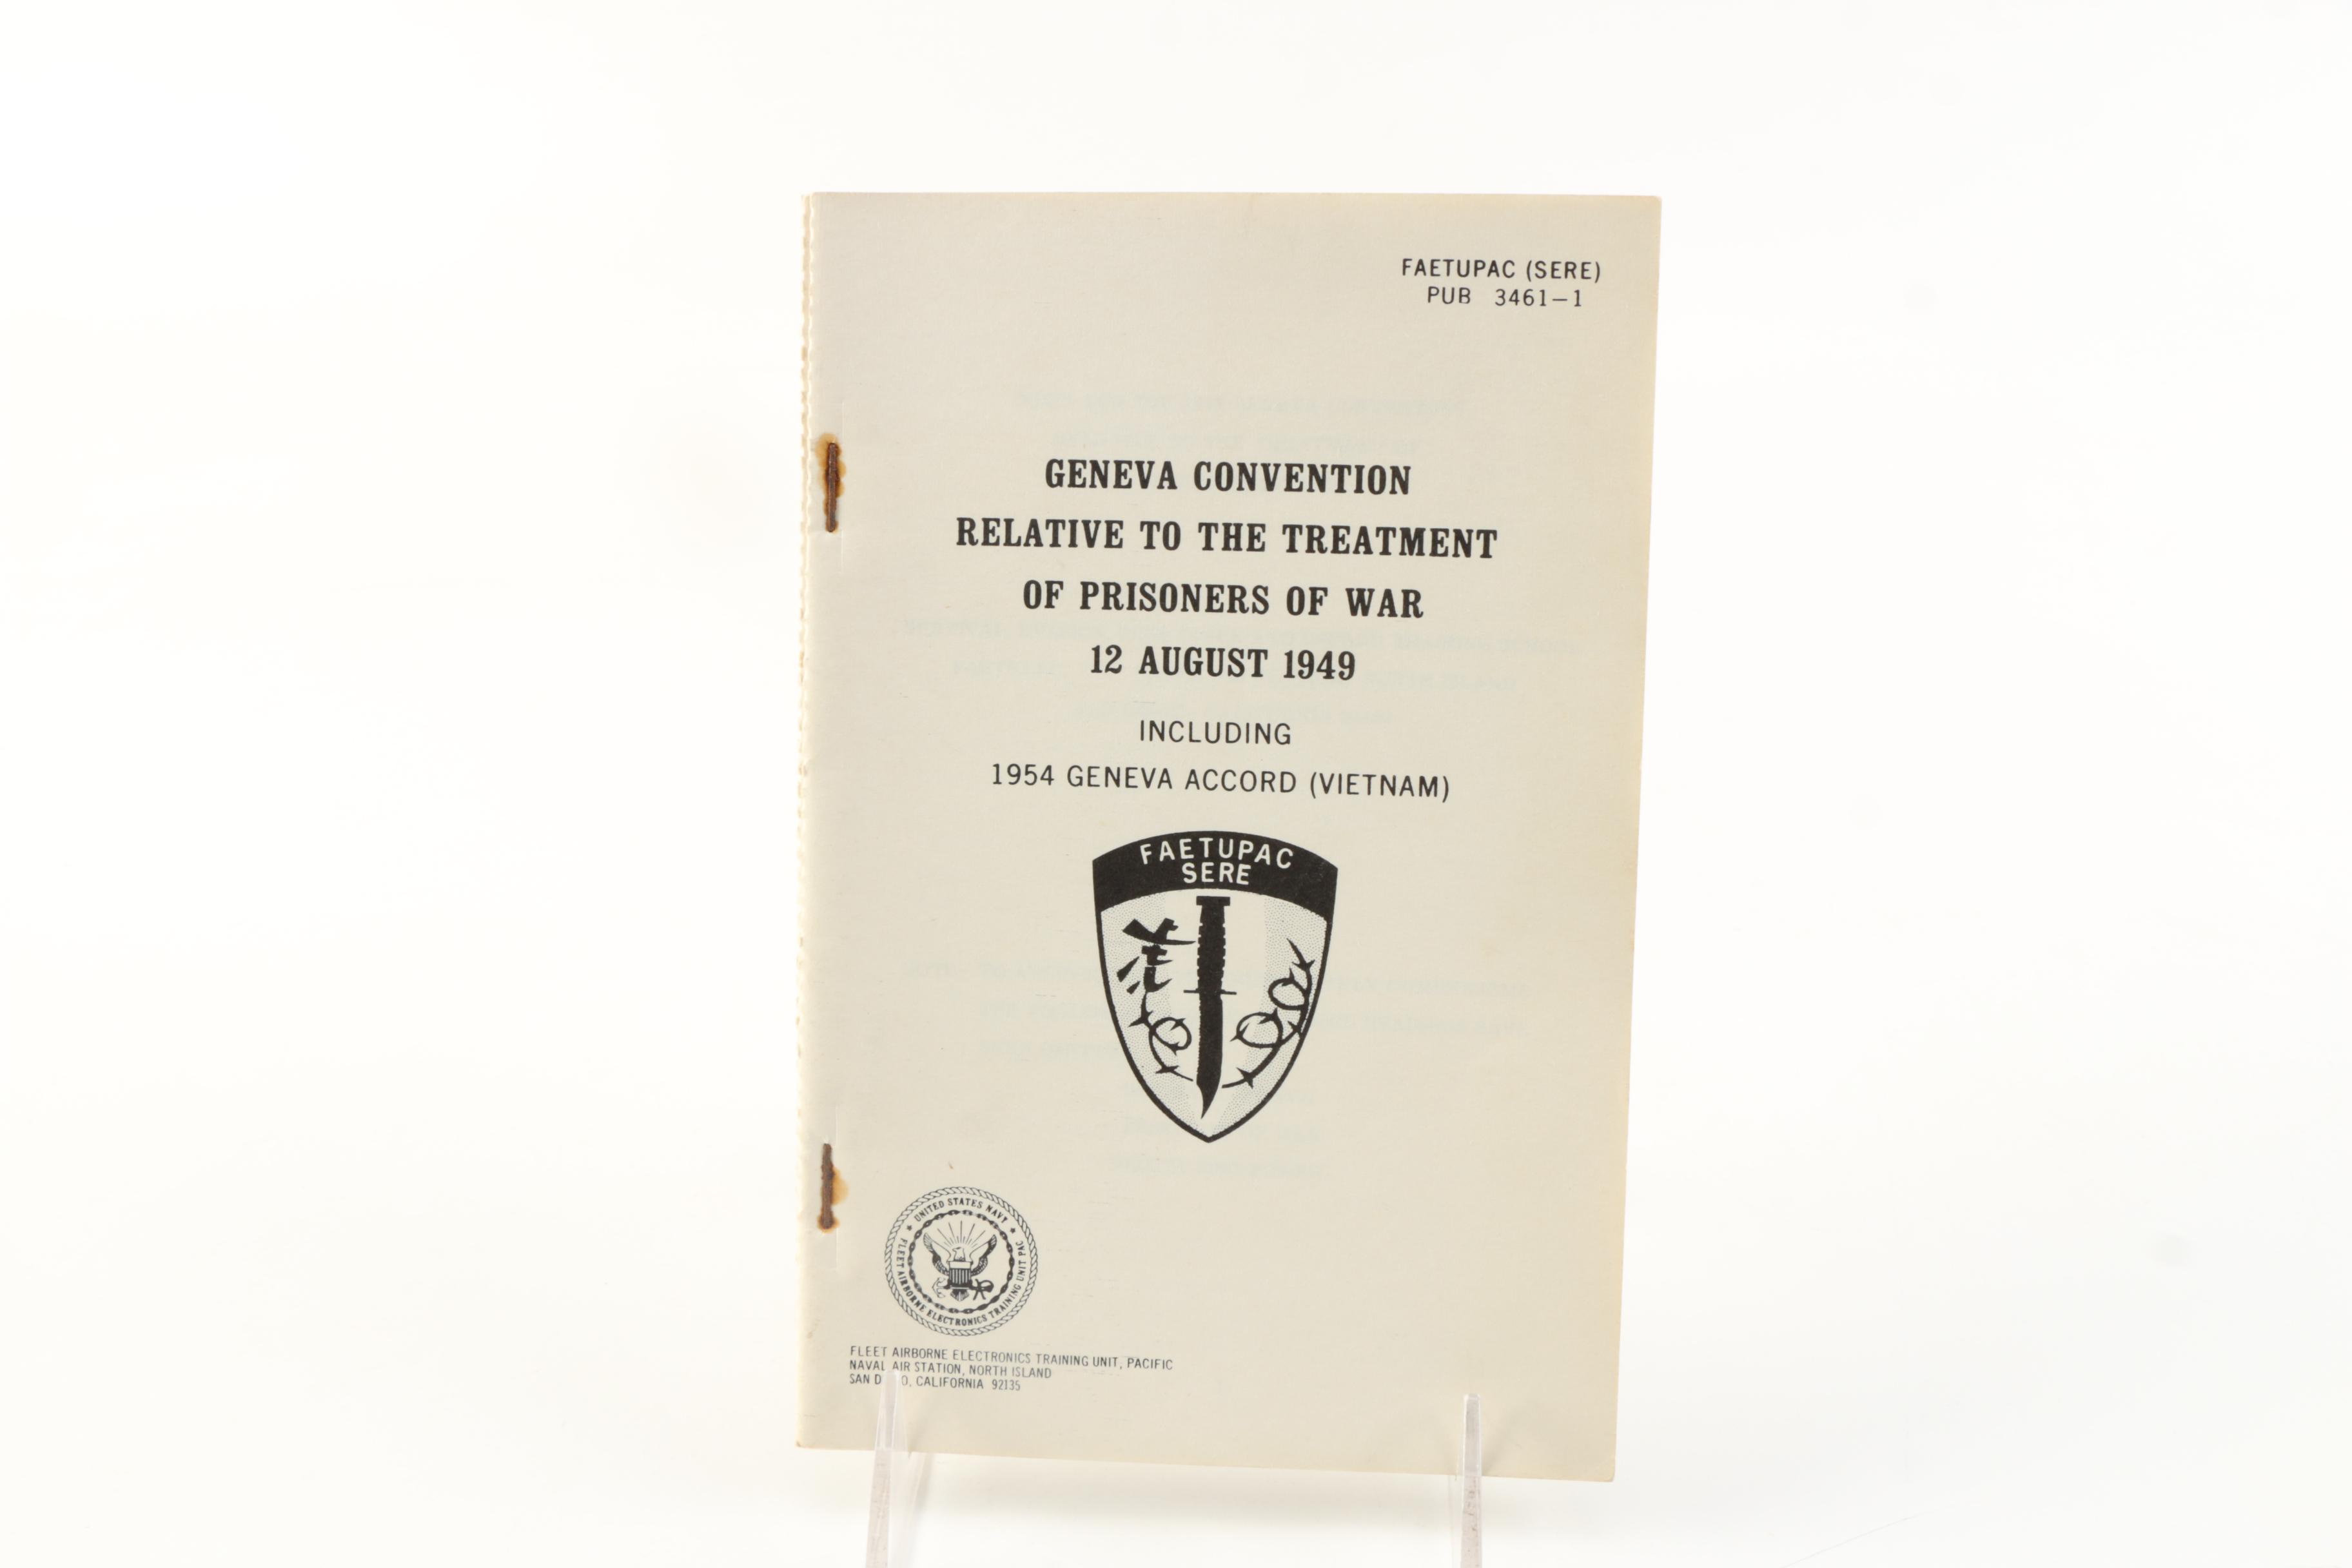 FAETUPAC (SERE)
PUB 3461-1
GENEVA CONVENTION
RELATIVE TO THE TREATMENT
OF PRISONERS OF WAR
12 AUGUST 1949
INCLUDING
1954 GENEVA ACCORD (VIETNAM)
FAETUPAC
SERE
UNITED STATES NAVY
FLEET AIRBORNE ELECTRONICS TRAINING UNIT PAC
FLEET AIRBORNE ELECTRONICS TRAINING UNIT, PACIFIC
NAVAL AIR STATION, NORTH ISLAND
SAN D O, CALIFORNIA 92135